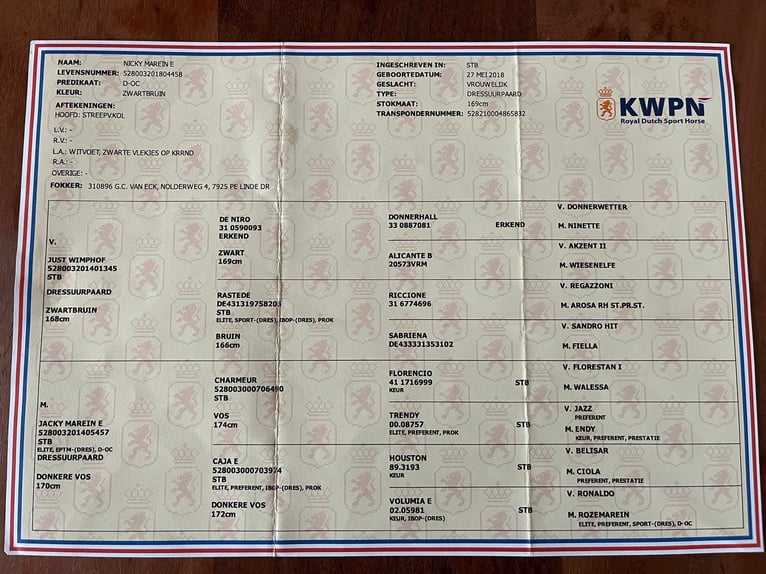 NAAM: NICKY MAREIN E
LEVENSNUMMER: 528003201804458
PREDIKAAT: D-OC
KLEUR: ZWARTBRUIN
AFTEKENINGEN:
HOOFD: STREEPV.KOL
L.V.: -
R.V.: -
L.A.: WITVOET, ZWARTE VLEKJES OP KRRND
R.A.: -
OVERIGE: -
FOKKER: 310896 G.C. VAN ECK, NOLDERWEG 4, 7925 PE LINDE DR
INGESCHREVEN IN: STB
GEBOORTEDATUM: 27 MEI 2018
GESLACHT: VROUWELIJK
TYPE: DRESSUURPAARD
STOKMAAT: 169cm
TRANSPONDERNUMMER: 528210004865832
KWPN
Royal Dutch Sport Horse
V.
JUST WIMPHOF
528003201401345
STB
DRESSUURPAARD
ZWARTBRUIN
168cm
M.
JACKY MAREIN E
528003201405457
STB
ELITE, EPTM-(DRES), D-OC
DRESSUURPAARD
DONKERE VOS
170cm
DE NIRO
31 0590093
ERKEND
ZWART
169cm
RASTEDE
DE431319758205
STB
ELITE, SPORT-(DRES), IBOP-(DRES), PROK
BRUIN
166cm
CHARMEUR
528003000706480
STB
VOS
174cm
CAJA E
528003000703974
STB
ELITE, PREFERENT, IBOP-(DRES), PROK
DONKERE VOS
172cm
DONNERHALL
33 0887081 ERKEND
ALICANTE B
20573VRM
RICCIONE
31 6774696
SABRIENA
DE433331353102
FLORENCIO
41 1716999 STB
KEUR
TRENDY
00.08757 STB
ELITE, PREFERENT, PROK
HOUSTON
89.3193 STB
KEUR
VOLUMIA E
02.05981 STB
KEUR, IBOP-(DRES)
V. DONNERWETTER
M. NINETTE
V. AKZENT II
M. WIESENELFE
V. REGAZZONI
M. AROSA RH ST.PR.ST.
V. SANDRO HIT
M. FIELLA
V. FLORESTAN I
M. WALESSA
V. JAZZ
PREFERENT
M. ENDY
KEUR, PREFERENT, PRESTATIE
V. BELISAR
M. CIOLA
PREFERENT, PRESTATIE
V. RONALDO
M. ROZEMAREIN
ELITE, PREFERENT, SPORT-(DRES), D-OC